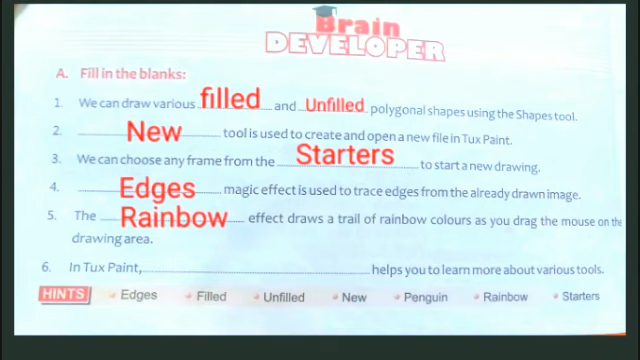 Brain
DEVELOPER
A. Fill in the blanks:
1. We can draw various filled and Unfilled polygonal shapes using the Shapes tool.
2. New tool is used to create and open a new file in Tux Paint.
3. We can choose any frame from the Starters to start a new drawing.
4. Edges magic effect is used to trace edges from the already drawn image.
5. The Rainbow effect draws a trail of rainbow colours as you drag the mouse on the
drawing area.
6. In Tux Paint, helps you to learn more about various tools.
HINTS Edges Filled Unfilled New Penguin Rainbow Starters